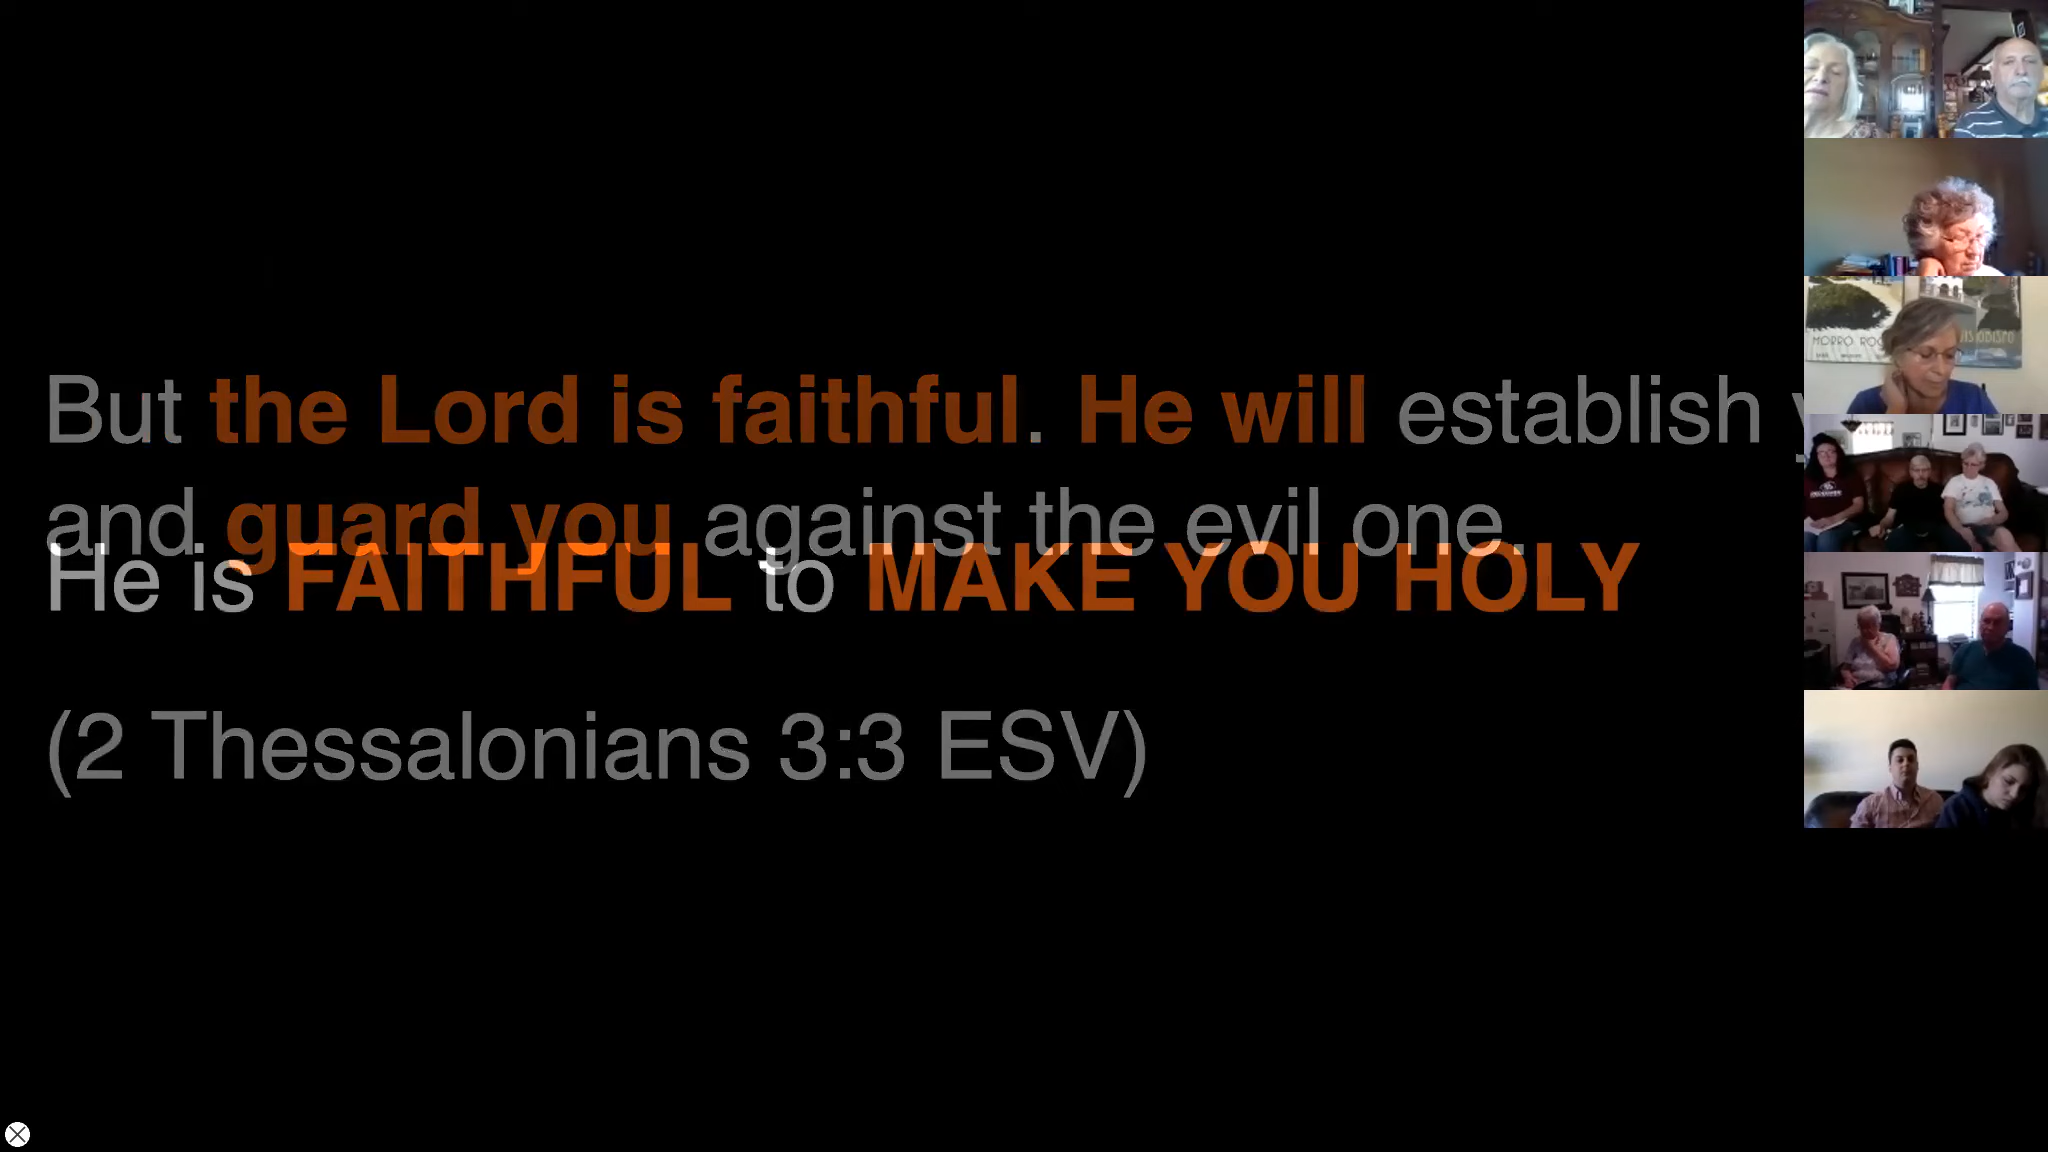 But the Lord is faithful. He will establish
and guard you against the evil one.
He is FAITHFUL to MAKE YOU HOLY
(2 Thessalonians 3:3 ESV)
MORRO
OBISPO